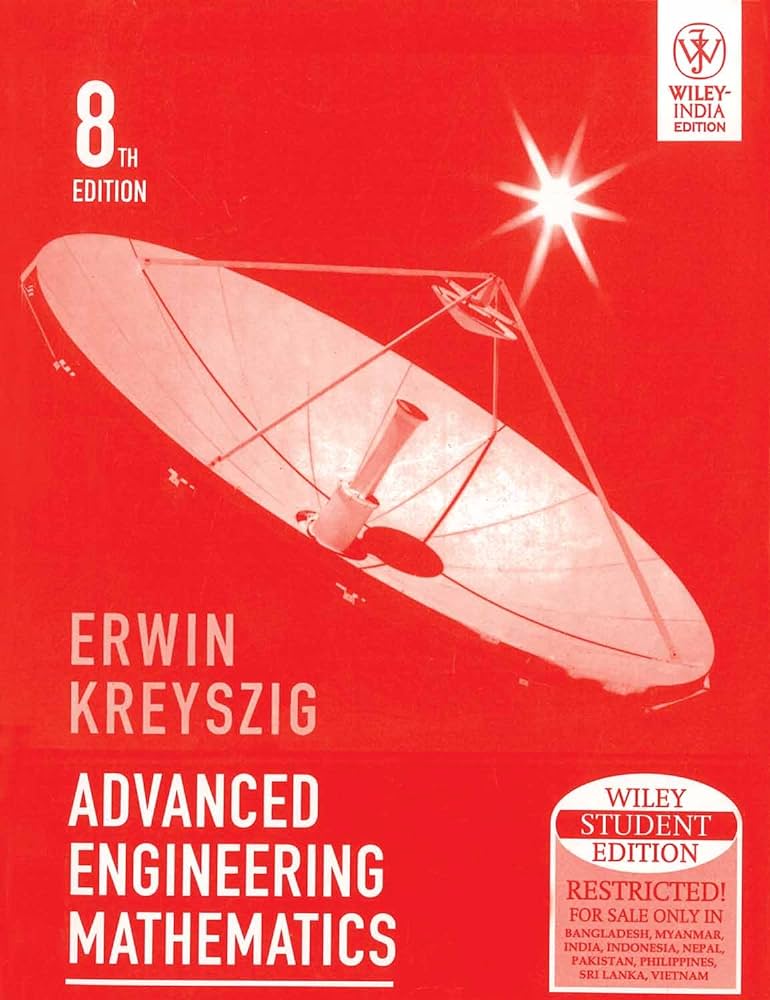 8TH
EDITION
WILEY-
INDIA
EDITION
ERWIN
KREYSZIG
ADVANCED
ENGINEERING
MATHEMATICS
WILEY
STUDENT
EDITION
RESTRICTED!
FOR SALE ONLY IN
BANGLADESH, MYANMAR,
INDIA, INDONESIA, NEPAL,
PAKISTAN, PHILIPPINES,
SRI LANKA, VIETNAM